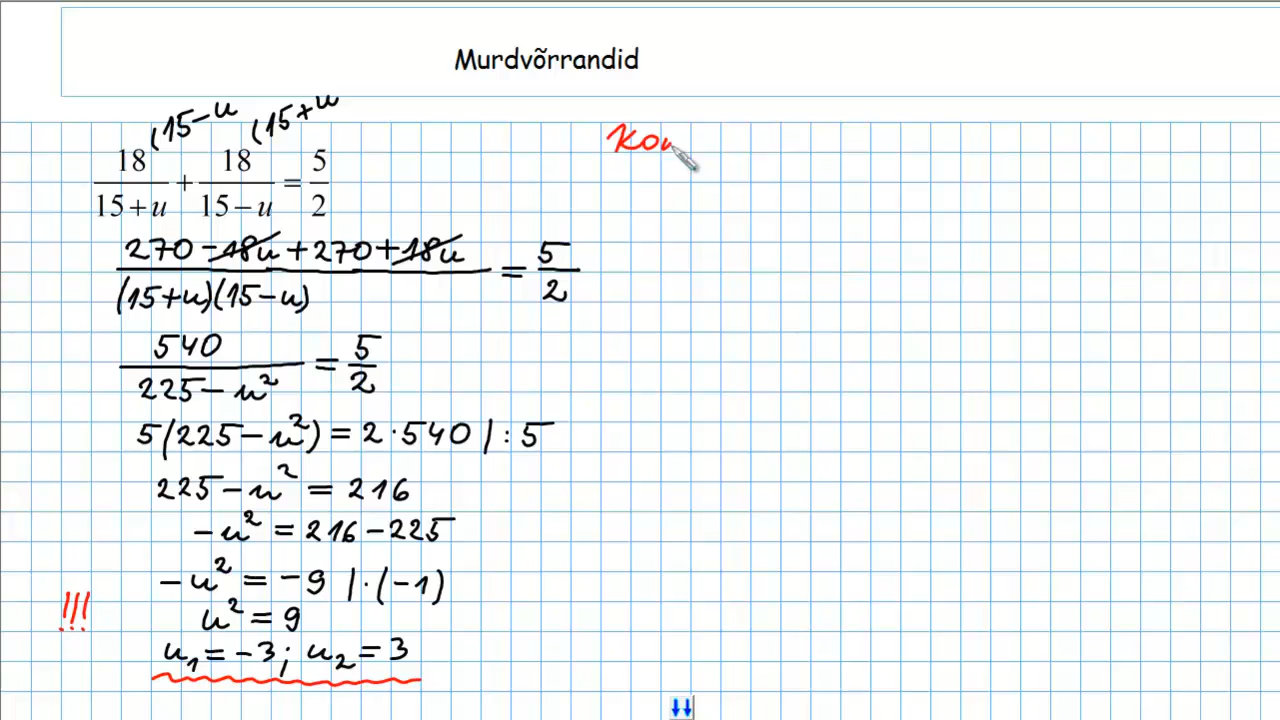 Murdvõrrandid
(15-u (15+u
18/(15+u) + 18/(15-u) = 5/2
(270-18u+270+18u)/((15+u)(15-u)) = 5/2
540/(225-u²) = 5/2
5(225-u²) = 2·540 |:5
225-u² = 216
-u² = 216-225
-u² = -9 |·(-1)
!!!
u² = 9
u₁ = -3; u₂ = 3